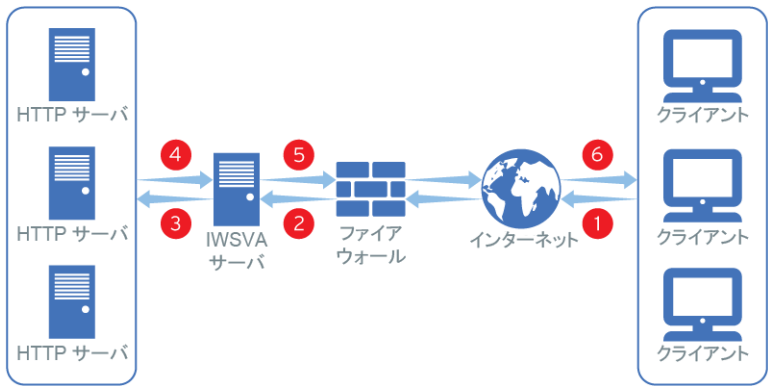 HTTP サーバ
HTTP サーバ
HTTP サーバ
4
3
IWSVA
サーバ
5
2
ファイア
ウォール
インターネット
6
1
クライアント
クライアント
クライアント